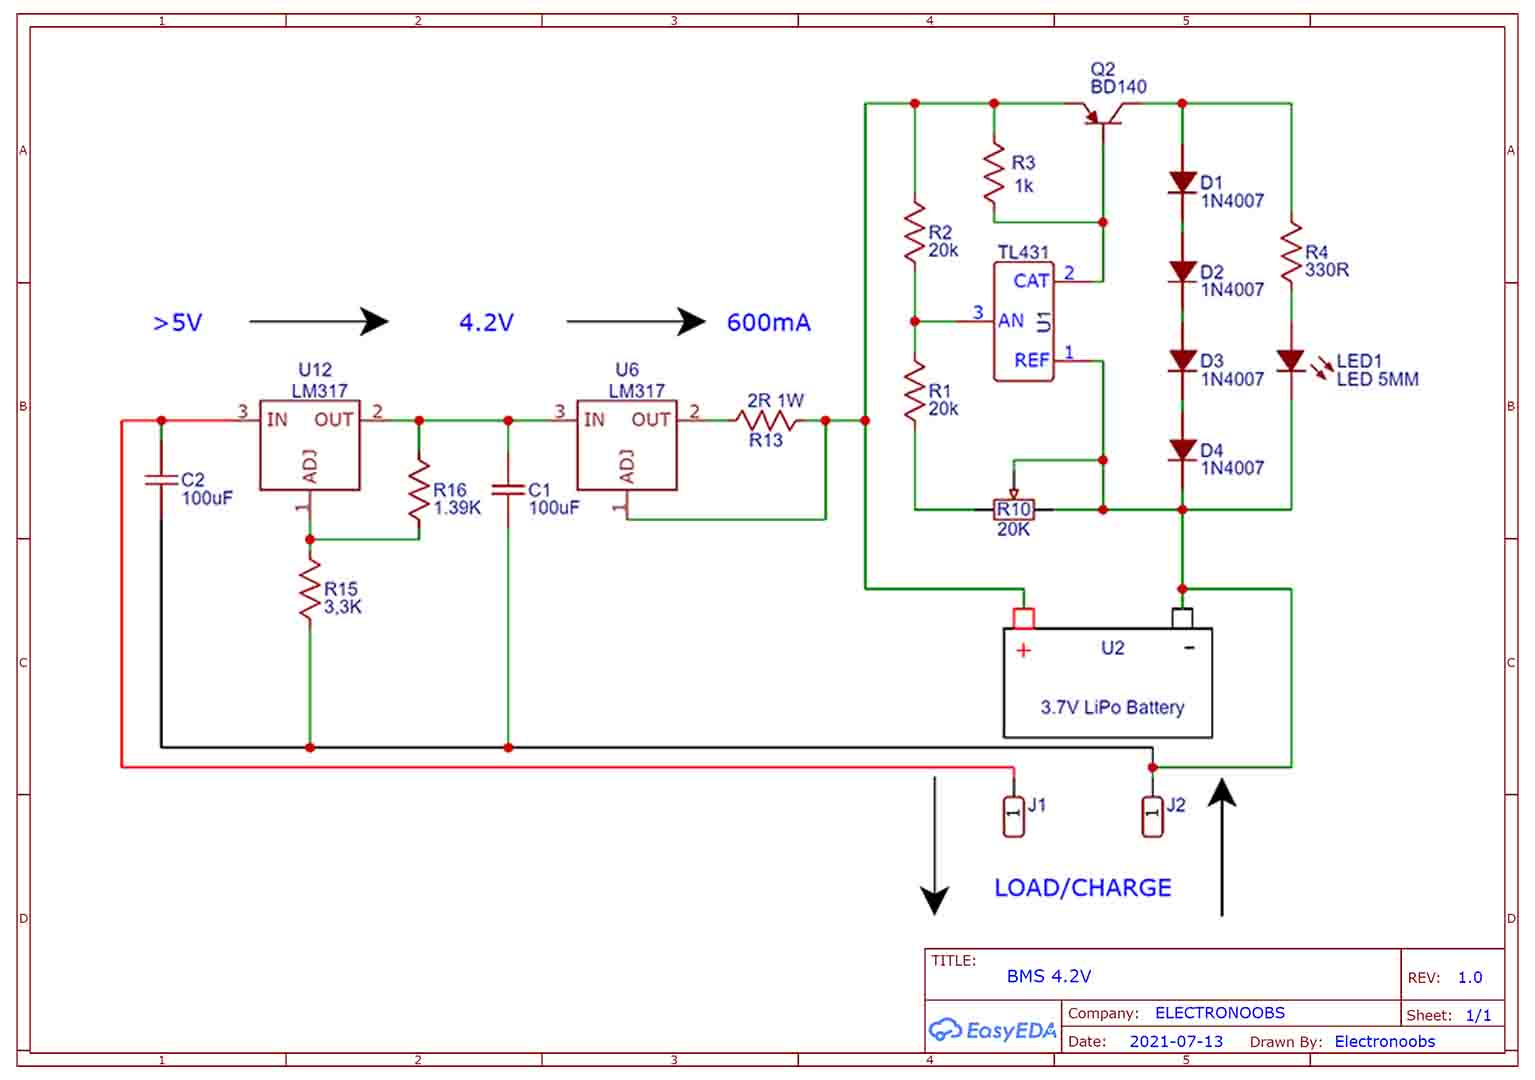 1 2 3 4 5
A A
B B
C C
D D
Q2
BD140
R3
1k
D1
1N4007
R2
20k
TL431
CAT 2
R4
330R
D2
1N4007
3 AN U1
REF 1
>5V 4.2V 600mA
U12
LM317
U6
LM317
D3
1N4007
LED1
LED 5MM
R1
20k
2R 1W
R13
3 IN OUT 2
ADJ
1
3 IN OUT 2
ADJ
1
D4
1N4007
C2
100uF
R16
1.39K
C1
100uF
R10
20K
R15
3,3K
+ U2 -
3.7V LiPo Battery
1 J1
1 J2
LOAD/CHARGE
TITLE:
BMS 4.2V
REV: 1.0
EasyEDA
Company: ELECTRONOOBS
Sheet: 1/1
Date: 2021-07-13 Drawn By: Electronoobs
1 2 3 4 5